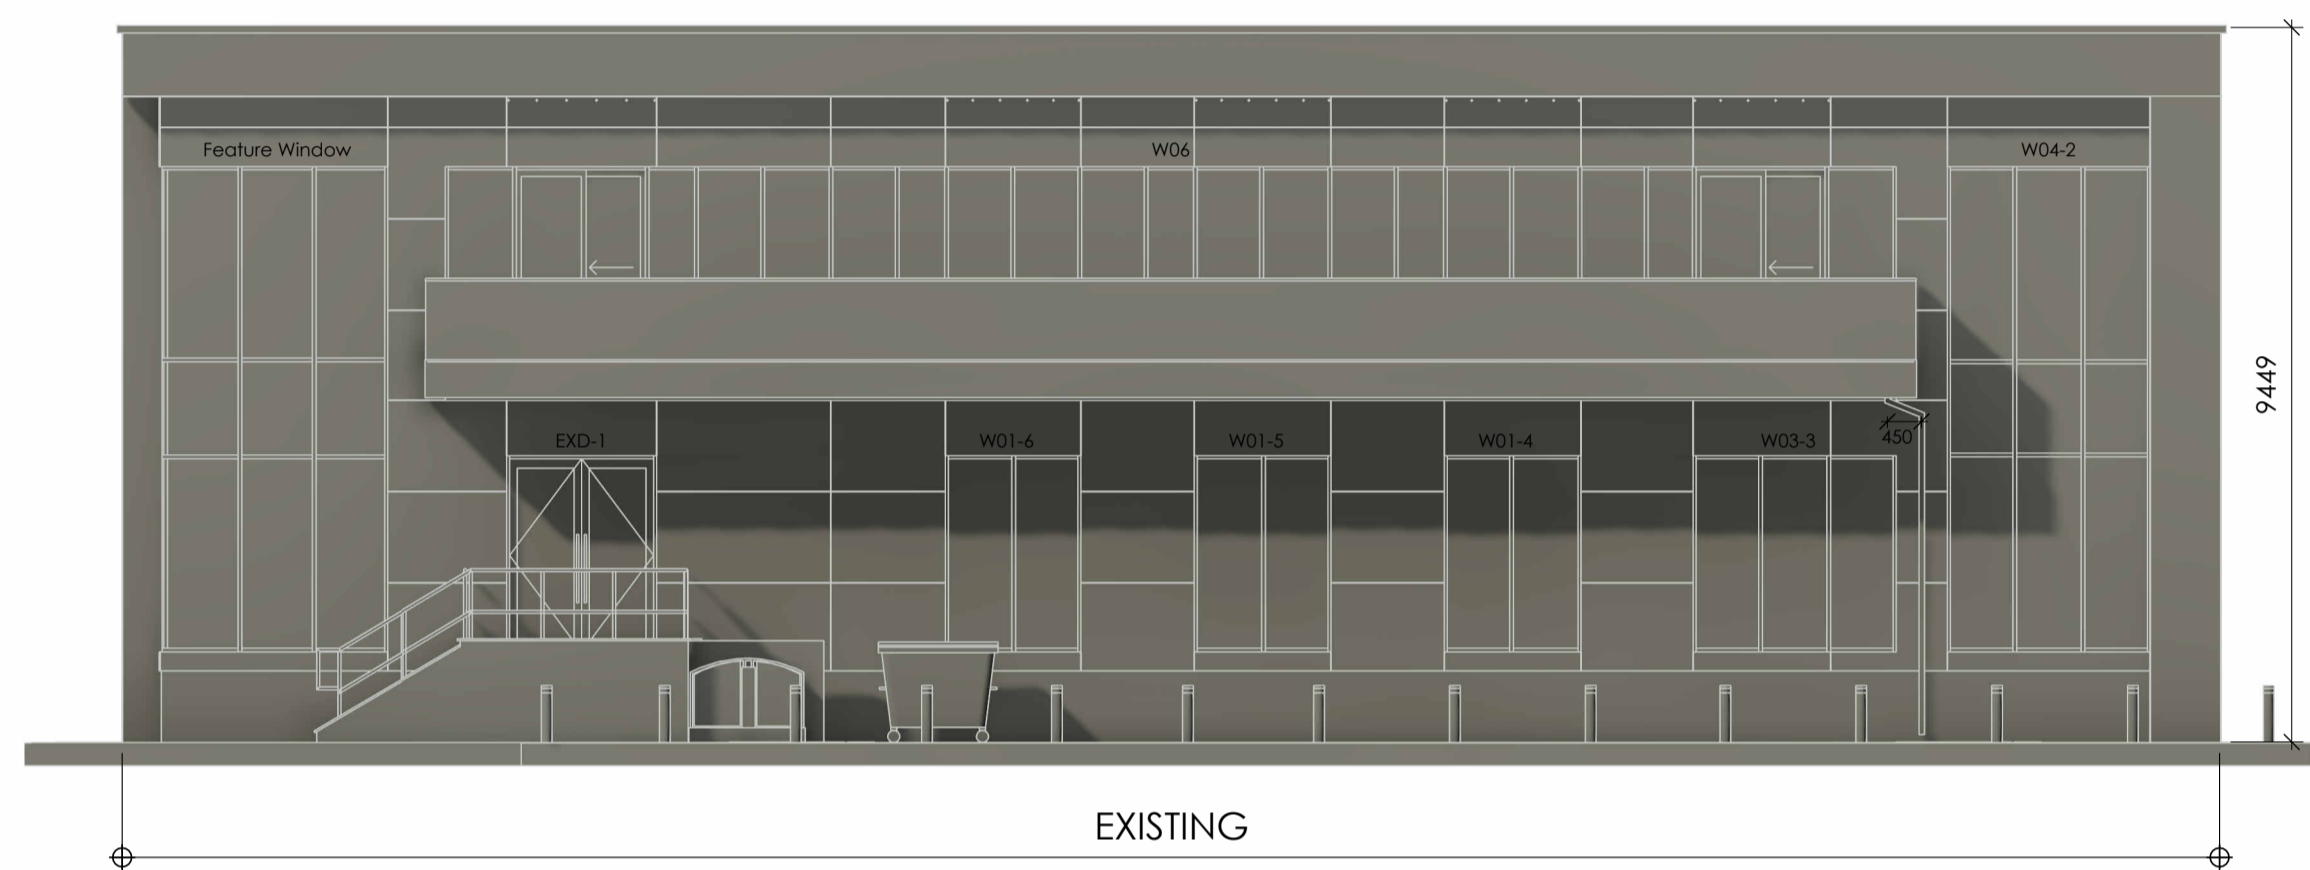 Feature Window
W06
W04-2
9449
EXD-1
W01-6
W01-5
W01-4
W03-3
450
EXISTING